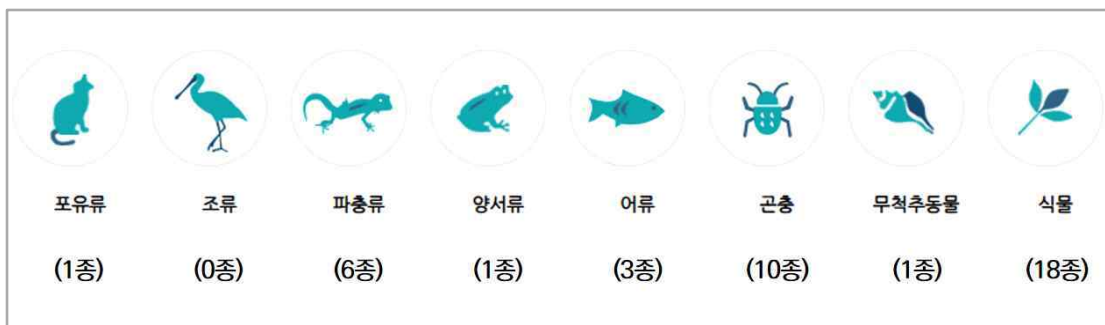 포유류 조류 파충류 양서류 어류 곤충 무척추동물 식물
(1종) (0종) (6종) (1종) (3종) (10종) (1종) (18종)